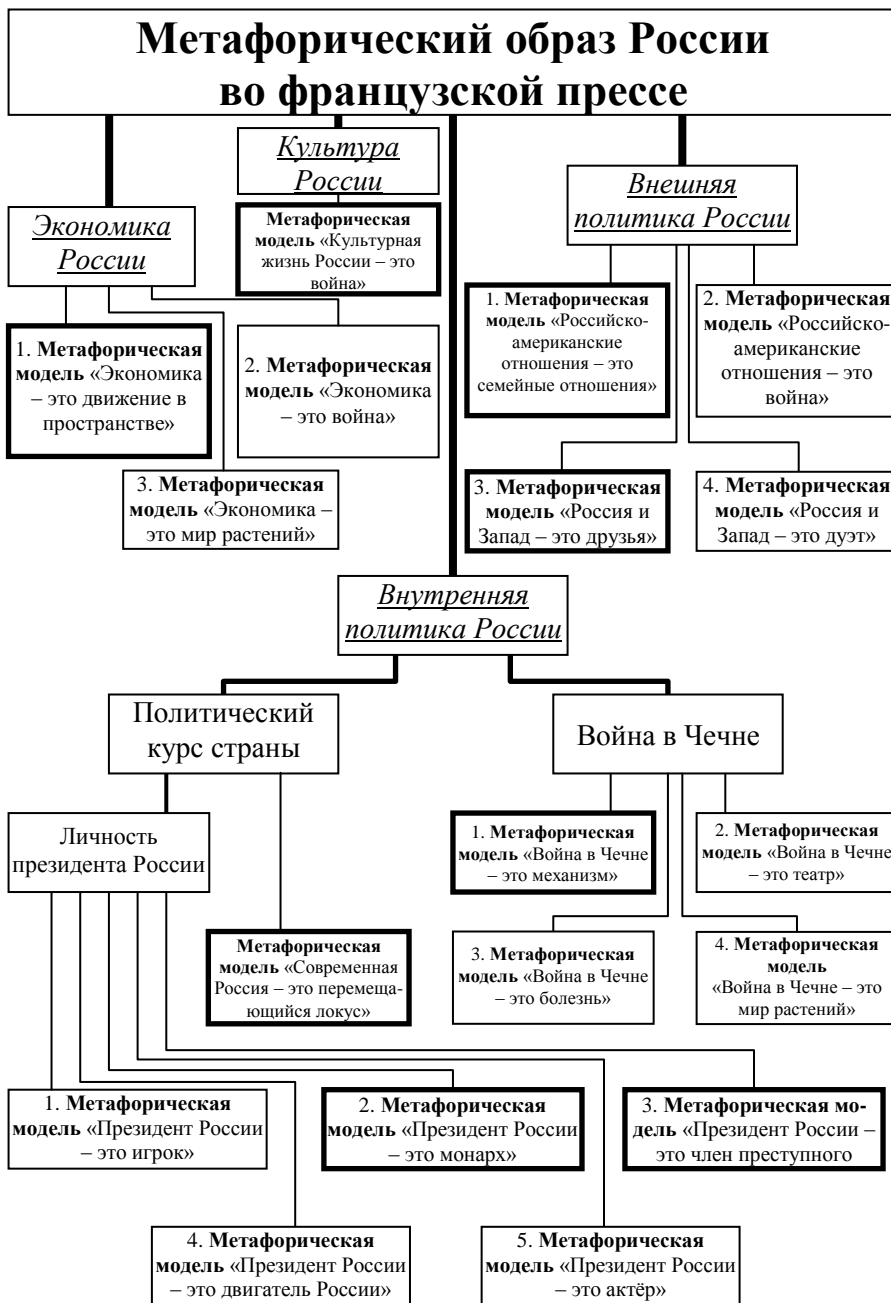 Метафорический образ России
во французской прессе
Культура
России
Метафорическая
модель «Культурная
жизнь России – это
война»
Экономика
России
1. Метафорическая
модель «Экономика
– это движение в
пространстве»
2. Метафорическая
модель «Экономика
– это война»
3. Метафорическая
модель «Экономика –
это мир растений»
Внешняя
политика России
1. Метафорическая
модель «Российско-
американские
отношения – это
семейные отношения»
2. Метафорическая
модель «Российско-
американские
отношения – это
война»
3. Метафорическая
модель «Россия и
Запад – это друзья»
4. Метафорическая
модель «Россия и
Запад – это дуэт»
Внутренняя
политика России
Политический
курс страны
Война в Чечне
Личность
президента России
1. Метафорическая
модель «Война в Чечне
– это механизм»
2. Метафорическая
модель «Война в Чечне
– это театр»
Метафорическая
модель «Современная
Россия – это перемеща-
ющийся локус»
3. Метафорическая
модель «Война в Чечне
– это болезнь»
4. Метафорическая
модель
«Война в Чечне – это
мир растений»
1. Метафорическая
модель «Президент России
– это игрок»
2. Метафорическая
модель «Президент России
– это монарх»
3. Метафорическая мо-
дель «Президент России –
это член преступного
4. Метафорическая
модель «Президент России
– это двигатель России»
5. Метафорическая
модель «Президент России
– это актёр»